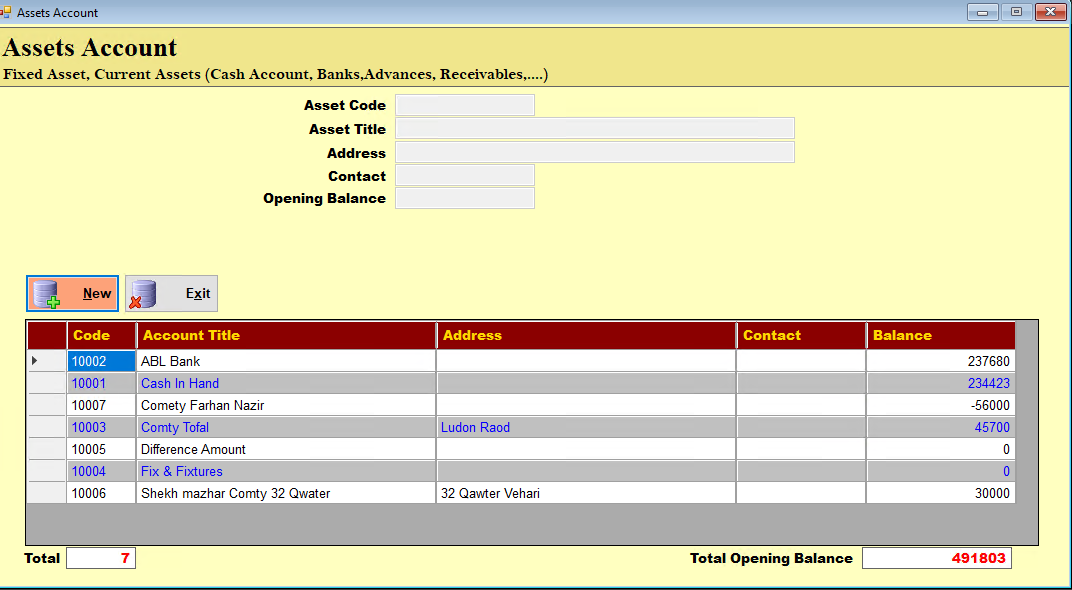 Assets Account
Assets Account
Fixed Asset, Current Assets (Cash Account, Banks,Advances, Receivables,....)
Asset Code
Asset Title
Address
Contact
Opening Balance
New Exit
Code Account Title Address Contact Balance
10002 ABL Bank 237680
10001 Cash In Hand 234423
10007 Comety Farhan Nazir -56000
10003 Comty Tofal Ludon Raod 45700
10005 Difference Amount 0
10004 Fix & Fixtures 0
10006 Shekh mazhar Comty 32 Qwater 32 Qawter Vehari 30000
Total 7 Total Opening Balance 491803